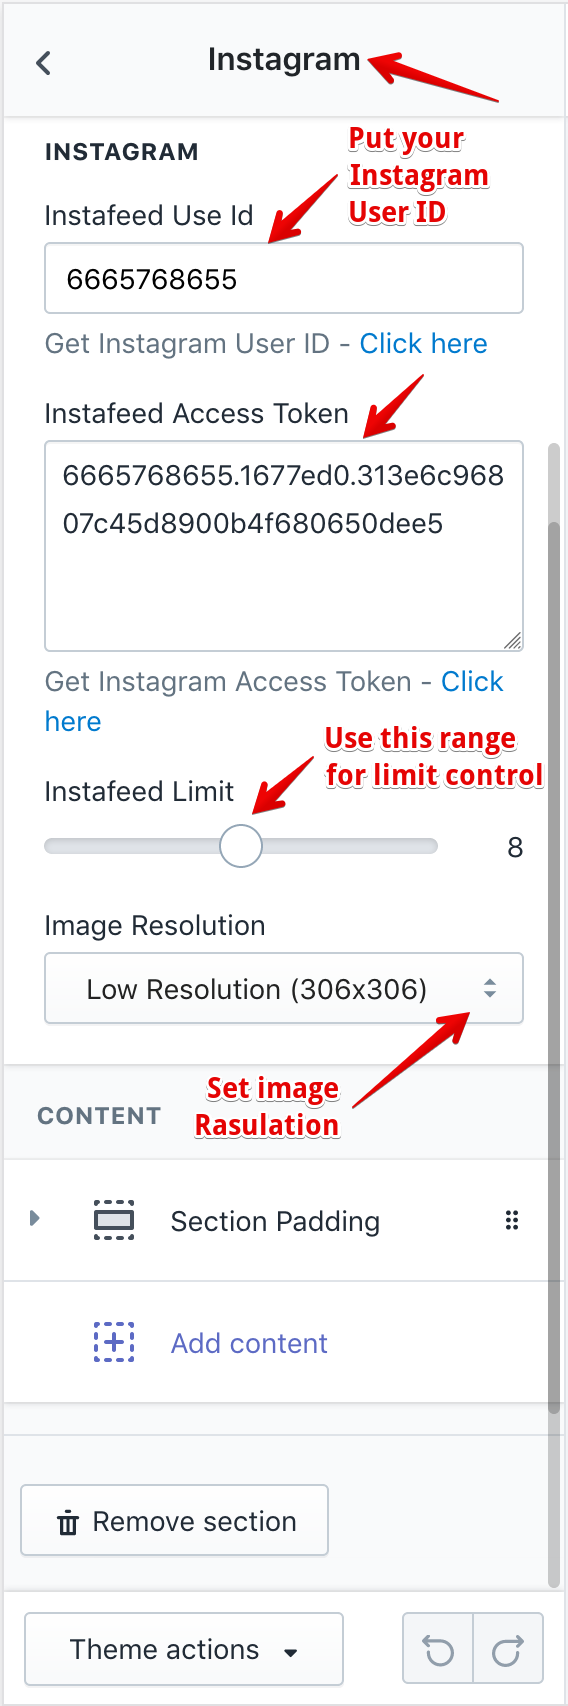 Instagram
INSTAGRAM
Put your
Instagram
User ID
Instafeed Use Id
6665768655
Get Instagram User ID - Click here
Instafeed Access Token
6665768655.1677ed0.313e6c968
07c45d8900b4f680650dee5
Get Instagram Access Token - Click
here
Use this range
for limit control
Instafeed Limit
8
Image Resolution
Low Resolution (306x306)
Set image
Rasulation
CONTENT
Section Padding
Add content
Remove section
Theme actions